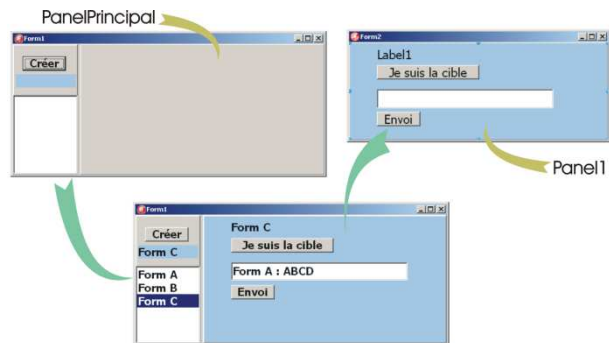 PanelPrincipal
Form1
Créer
Form2
Label1
Je suis la cible
Envoi
Panel1
Form1
Créer
Form C
Form A
Form B
Form C
Form C
Je suis la cible
Form A : ABCD
Envoi